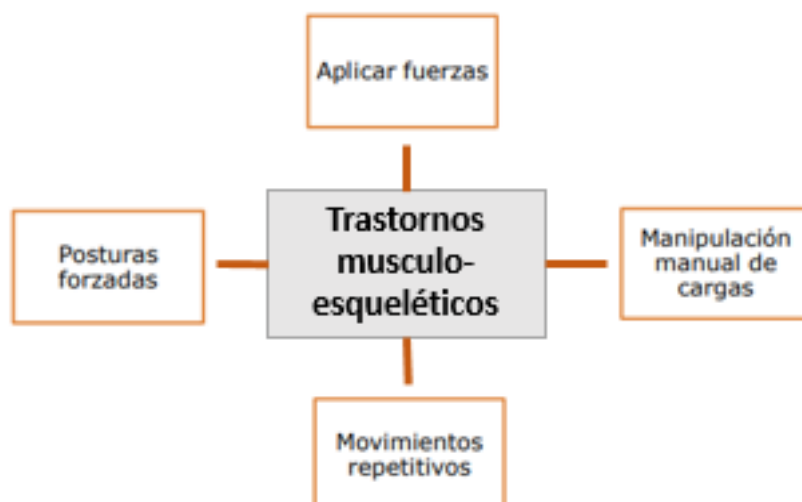 Aplicar fuerzas
Trastornos
musculo-
esqueléticos
Posturas
forzadas
Manipulación
manual de
cargas
Movimientos
repetitivos